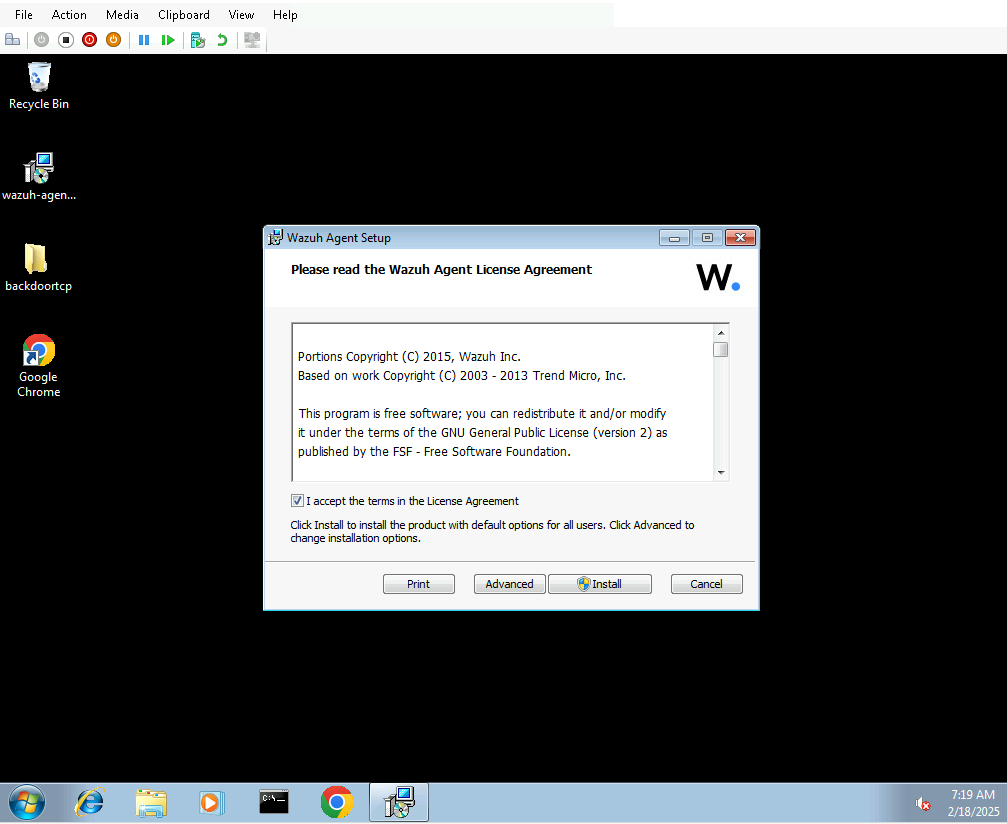 File Action Media Clipboard View Help
Recycle Bin
wazuh-agen...
backdoortcp
Google
Chrome
Wazuh Agent Setup
Please read the Wazuh Agent License Agreement
W.
Portions Copyright (C) 2015, Wazuh Inc.
Based on work Copyright (C) 2003 - 2013 Trend Micro, Inc.
This program is free software; you can redistribute it and/or modify
it under the terms of the GNU General Public License (version 2) as
published by the FSF - Free Software Foundation.
I accept the terms in the License Agreement
Click Install to install the product with default options for all users. Click Advanced to
change installation options.
Print Advanced Install Cancel
C:\_
7:19 AM
2/18/2025